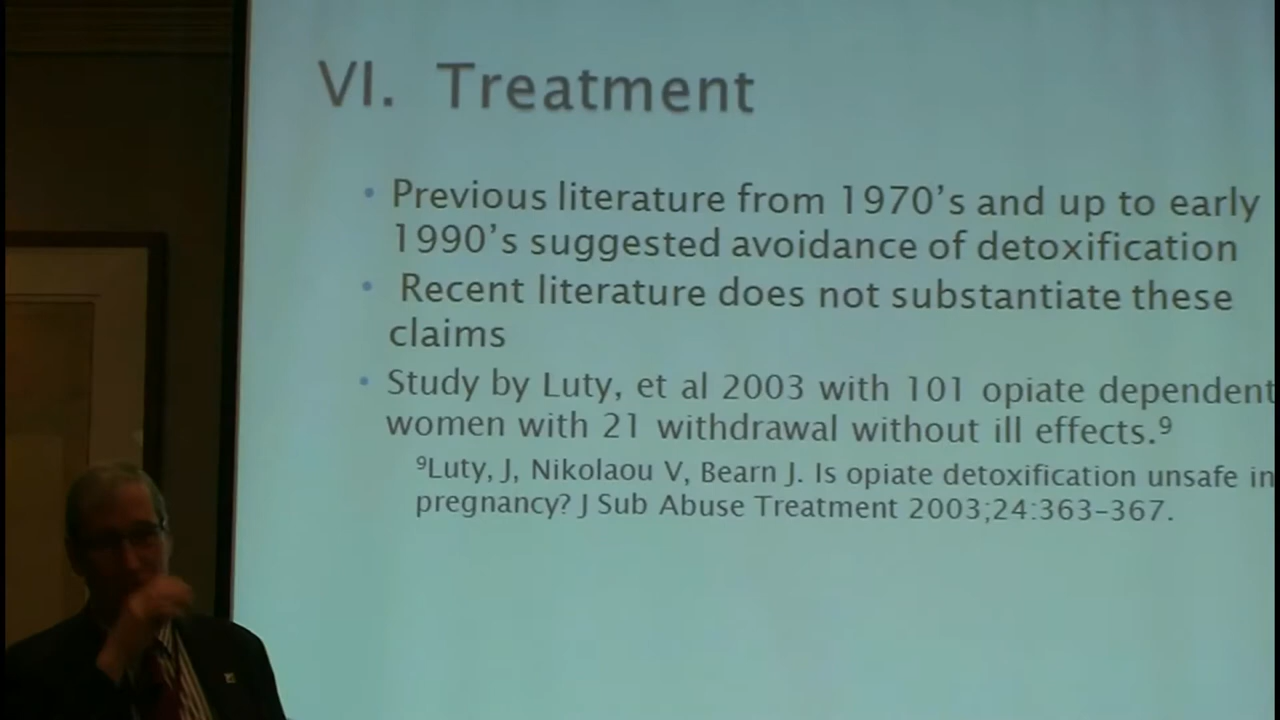 VI. Treatment
Previous literature from 1970's and up to early
1990's suggested avoidance of detoxification
Recent literature does not substantiate these
claims
Study by Luty, et al 2003 with 101 opiate dependent
women with 21 withdrawal without ill effects.⁹
⁹Luty, J, Nikolaou V, Bearn J. Is opiate detoxification unsafe in
pregnancy? J Sub Abuse Treatment 2003;24:363-367.